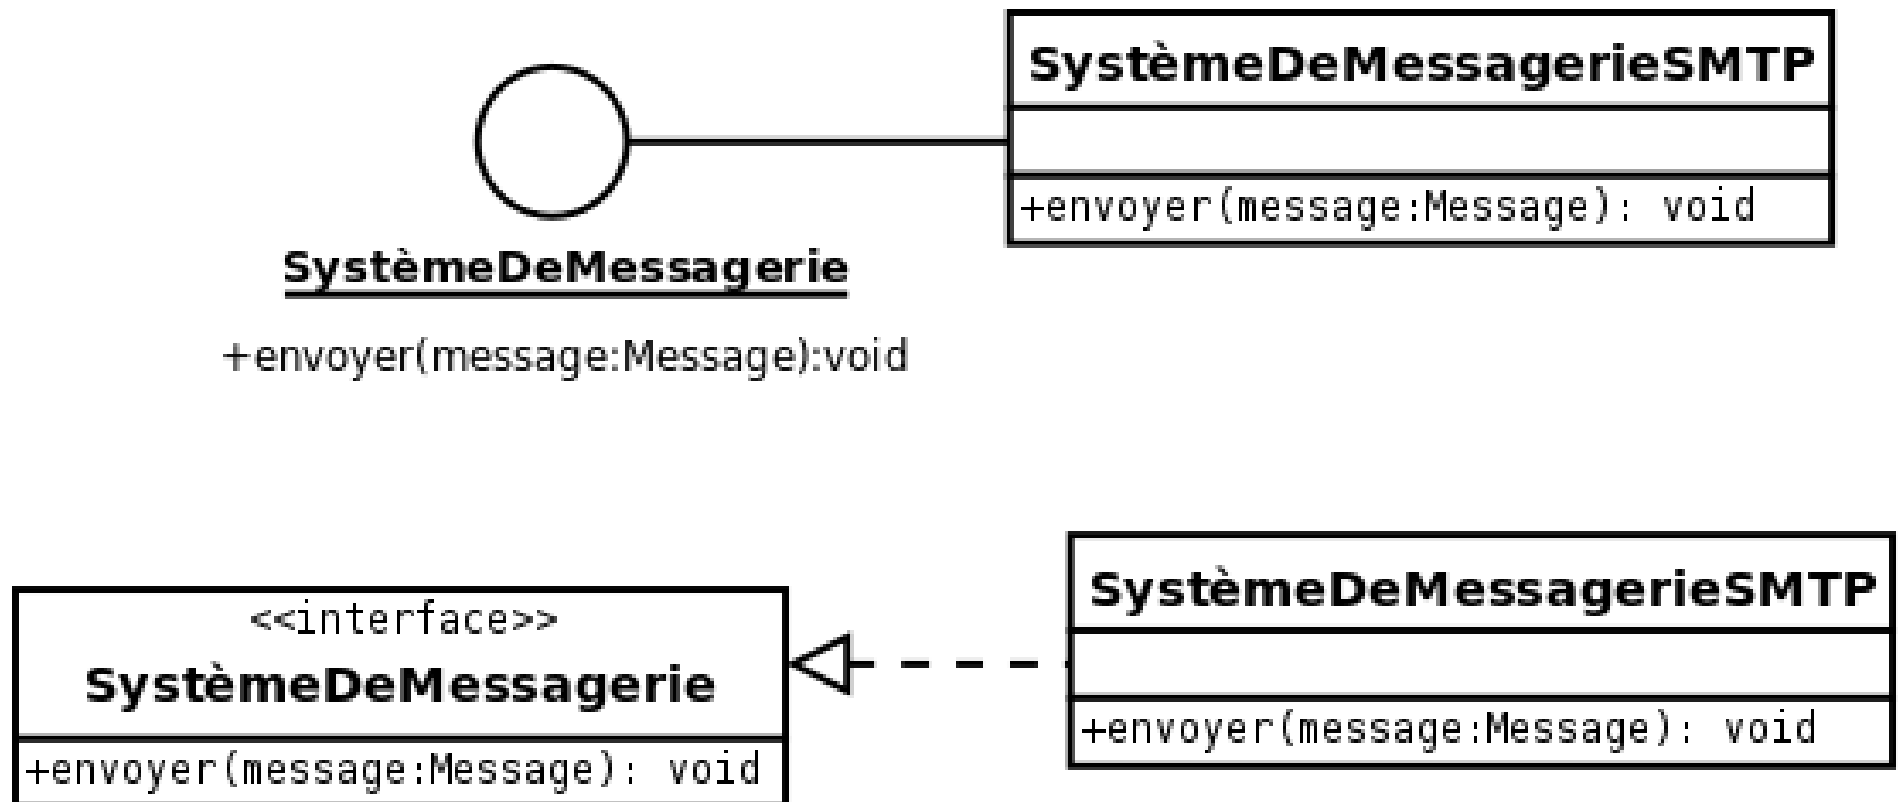 SystèmeDeMessagerieSMTP
+envoyer(message:Message): void
SystèmeDeMessagerie
+envoyer(message:Message):void
SystèmeDeMessagerieSMTP
+envoyer(message:Message): void
<<interface>>
SystèmeDeMessagerie
+envoyer(message:Message): void